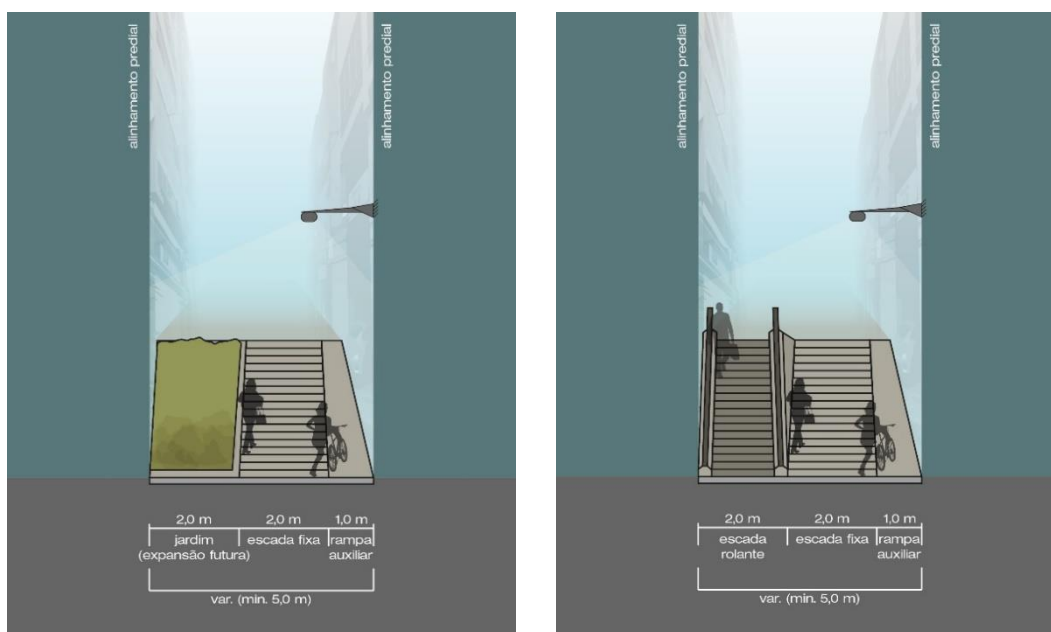 alinhamento predial
alinhamento predial
2,0 m 2,0 m 1,0 m
jardim escada fixa rampa
(expansão futura) auxiliar
var. (min. 5,0 m)
alinhamento predial
alinhamento predial
2,0 m 2,0 m 1,0 m
escada escada fixa rampa
rolante auxiliar
var. (min. 5,0 m)